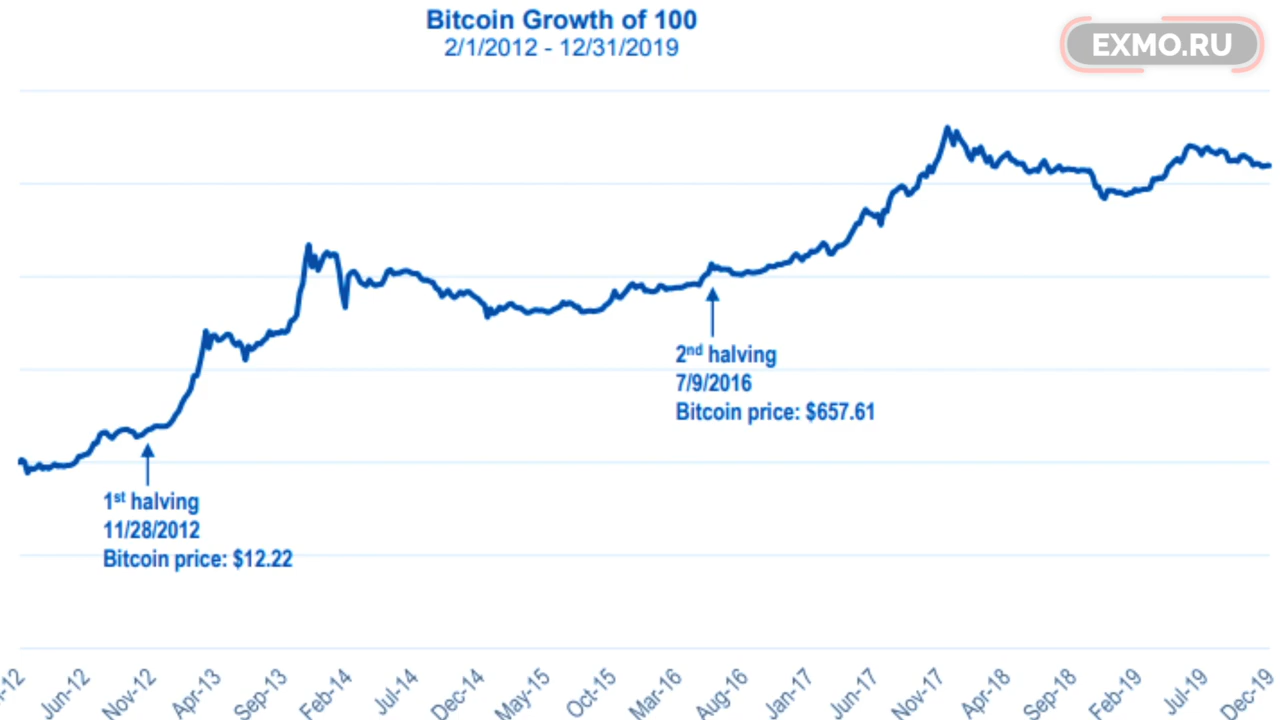 Bitcoin Growth of 100
2/1/2012 - 12/31/2019
EXMO.RU
2nd halving
7/9/2016
Bitcoin price: $657.61
1st halving
11/28/2012
Bitcoin price: $12.22
-12 Jun-12 Nov-12 Apr-13 Sep-13 Feb-14 Jul-14 Dec-14 May-15 Oct-15 Mar-16 Aug-16 Jan-17 Jun-17 Nov-17 Apr-18 Sep-18 Feb-19 Jul-19 Dec-19